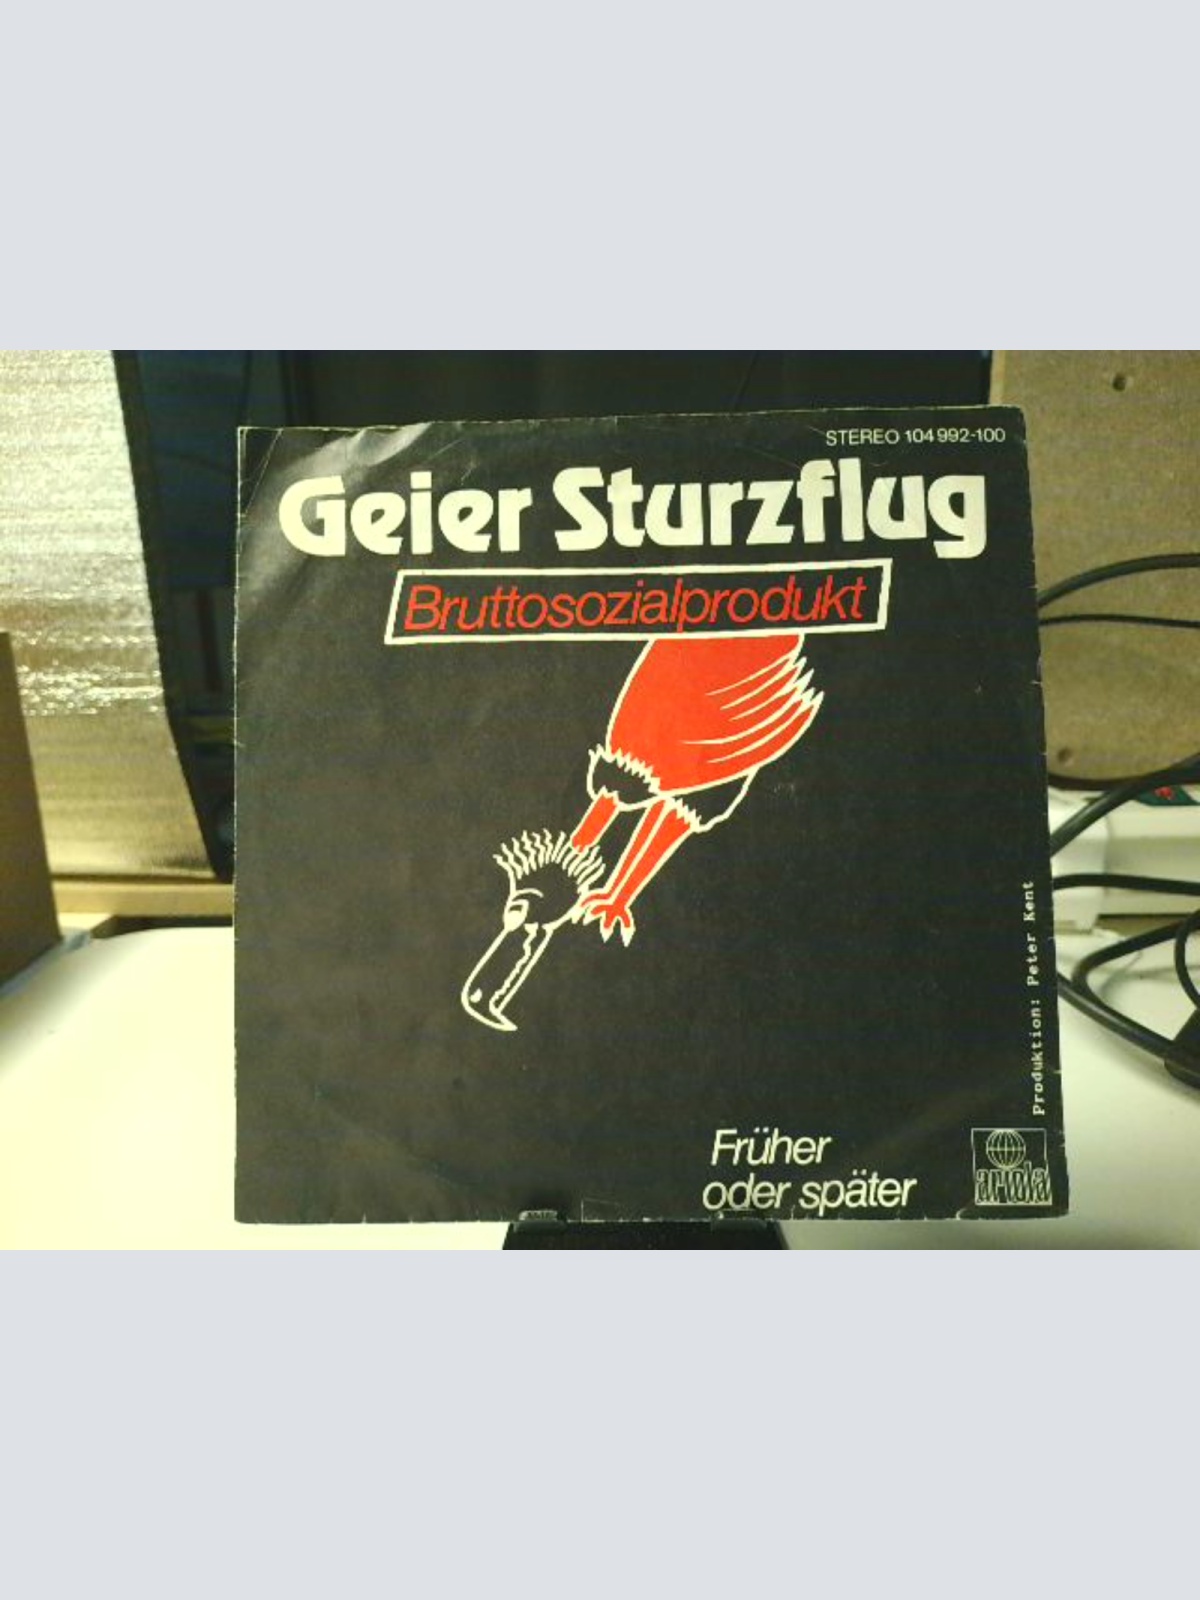 STEREO 104 992-100
Geier Sturzflug
Bruttosozialprodukt
Produktion: Peter Kent
Früher
oder später
ariola